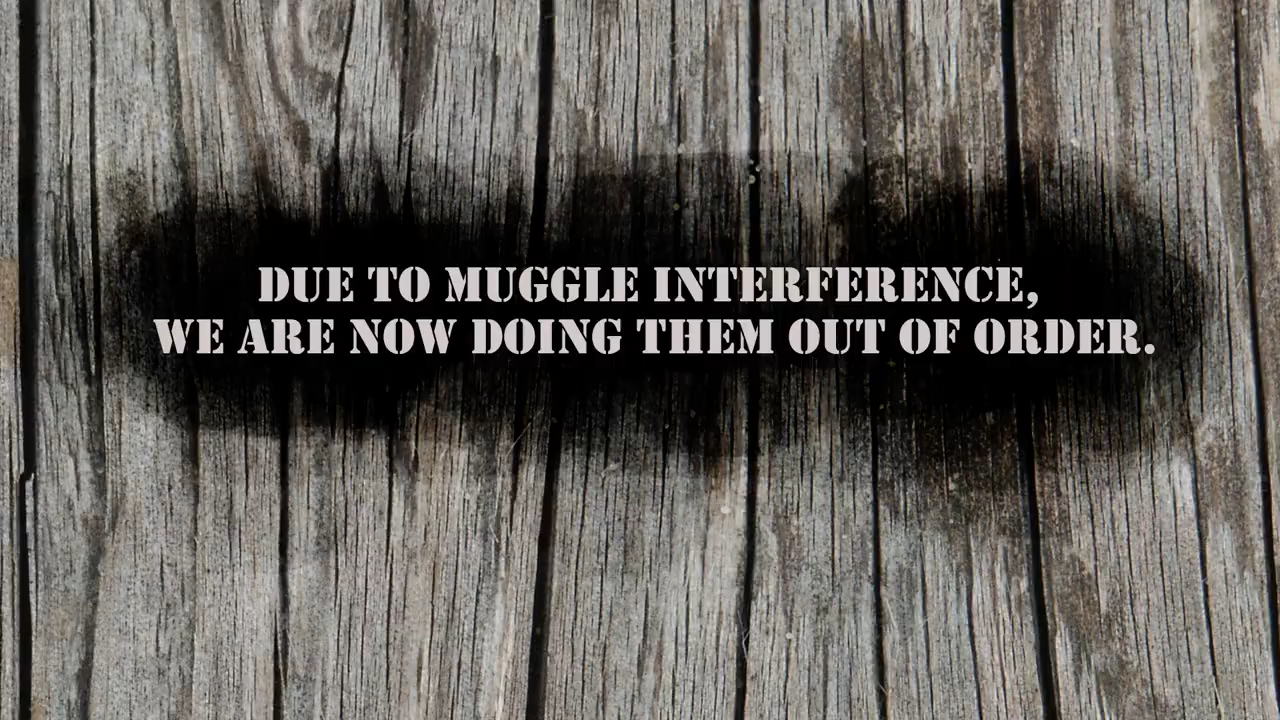 DUE TO MUGGLE INTERFERENCE,
WE ARE NOW DOING THEM OUT OF ORDER.